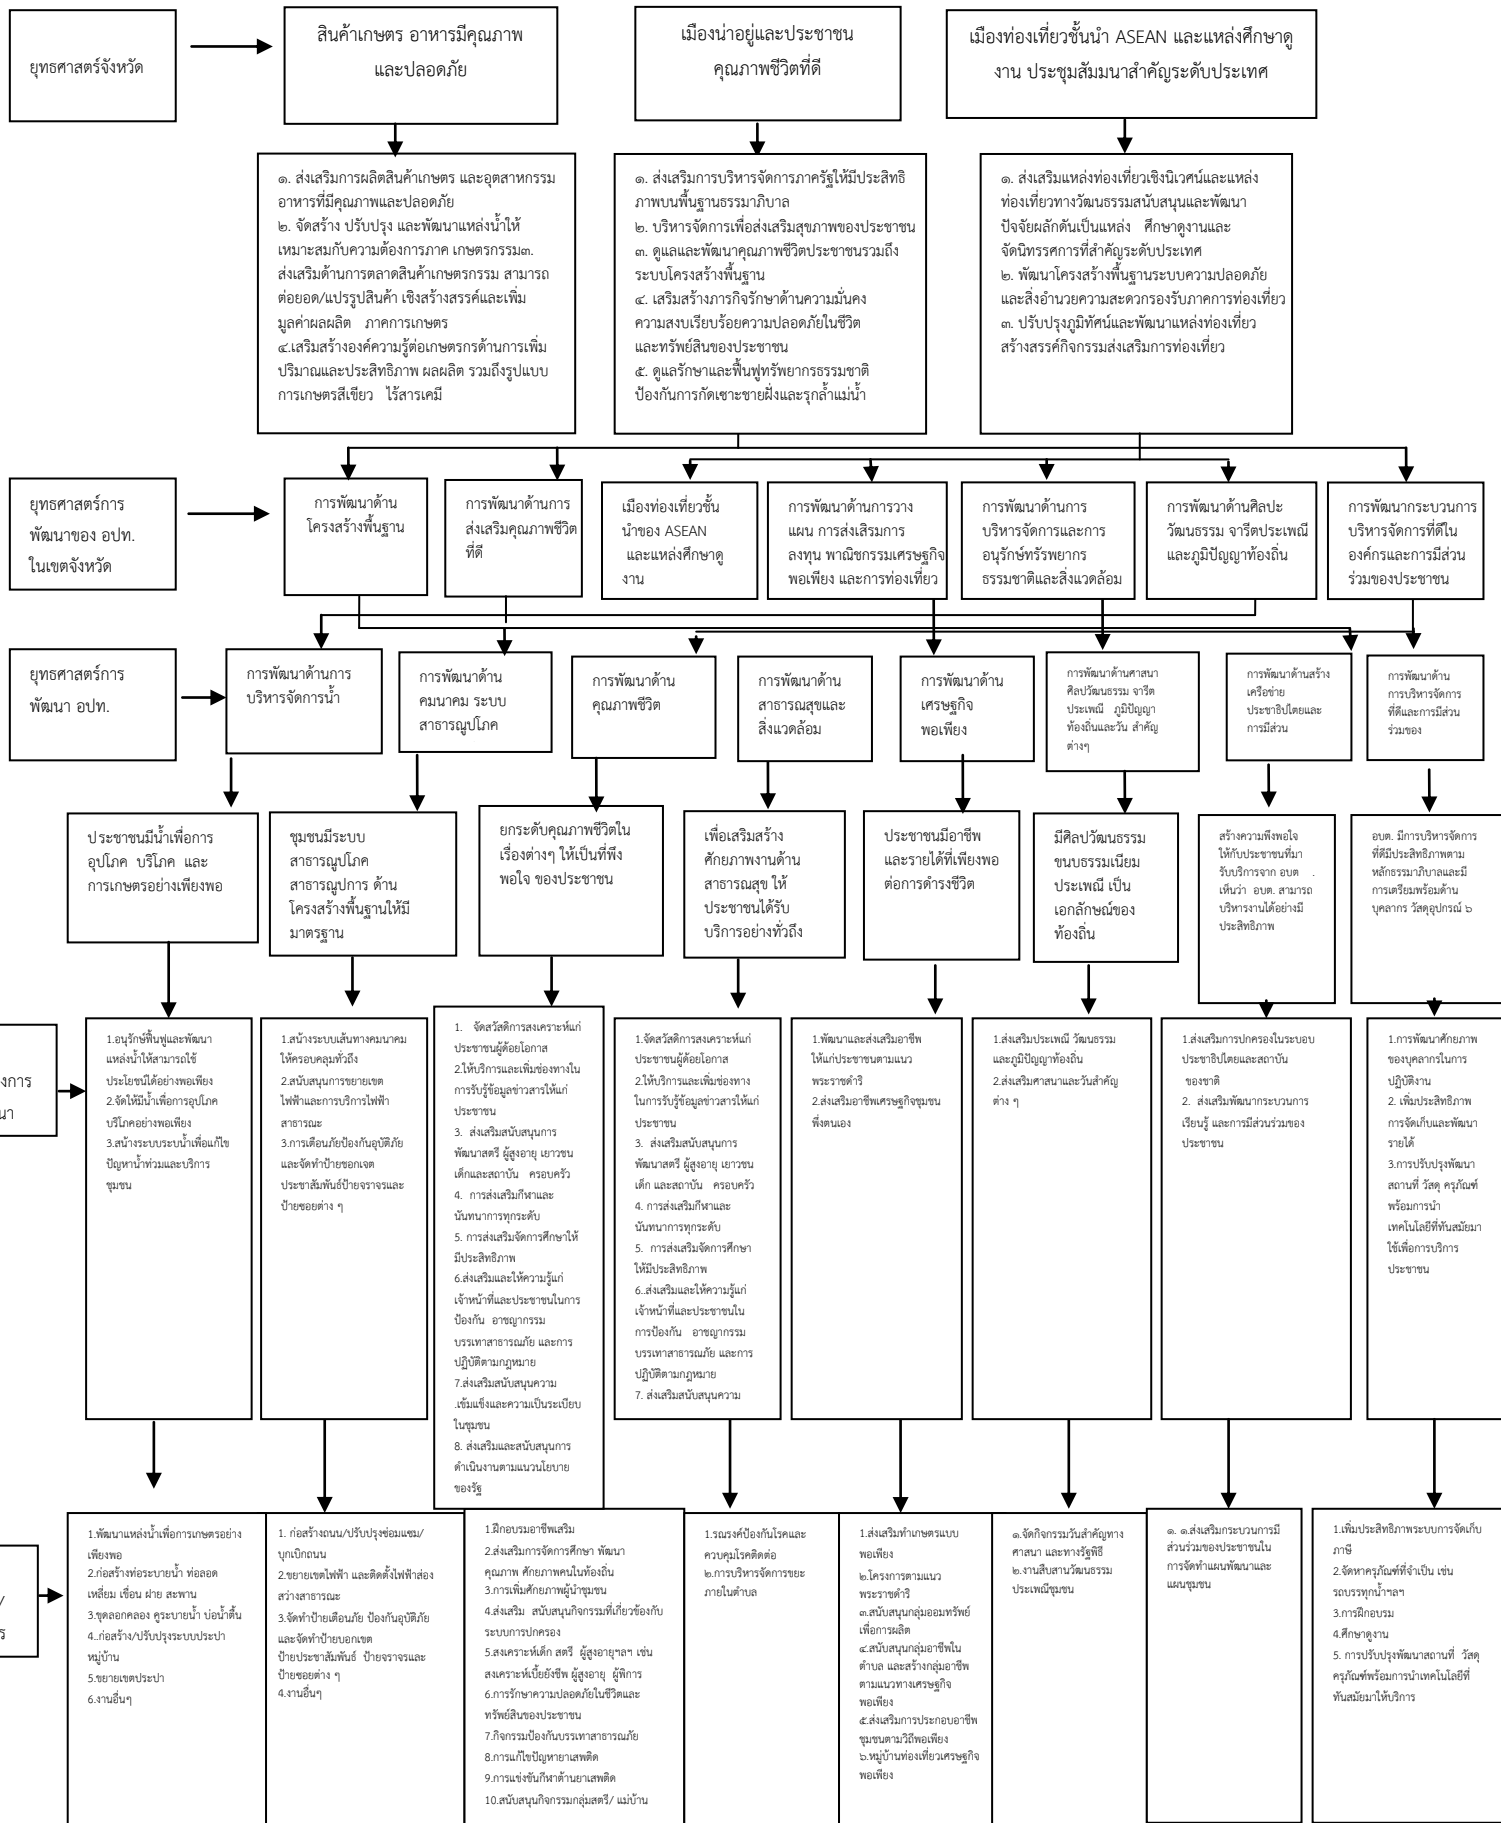 ยุทธศาสตร์จังหวัด
สินค้าเกษตร อาหารมีคุณภาพ
และปลอดภัย
เมืองน่าอยู่และประชาชน
คุณภาพชีวิตที่ดี
เมืองท่องเที่ยวชั้นนำ ASEAN และแหล่งศึกษาดู
งาน ประชุมสัมมนาสำคัญระดับประเทศ
๑. ส่งเสริมการผลิตสินค้าเกษตร และอุตสาหกรรม
อาหารที่มีคุณภาพและปลอดภัย
๒. จัดสร้าง ปรับปรุง และพัฒนาแหล่งน้ำให้
เหมาะสมกับความต้องการภาค เกษตรกรรม๓.
ส่งเสริมด้านการตลาดสินค้าเกษตรกรรม สามารถ
ต่อยอด/แปรรูปสินค้า เชิงสร้างสรรค์และเพิ่ม
มูลค่าผลผลิต ภาคการเกษตร
๔.เสริมสร้างองค์ความรู้ต่อเกษตรกรด้านการเพิ่ม
ปริมาณและประสิทธิภาพ ผลผลิต รวมถึงรูปแบบ
การเกษตรสีเขียว ไร้สารเคมี
๑. ส่งเสริมการบริหารจัดการภาครัฐให้มีประสิทธิ
ภาพบนพื้นฐานธรรมาภิบาล
๒. บริหารจัดการเพื่อส่งเสริมสุขภาพของประชาชน
๓. ดูแลและพัฒนาคุณภาพชีวิตประชาชนรวมถึง
ระบบโครงสร้างพื้นฐาน
๔. เสริมสร้างภารกิจรักษาด้านความมั่นคง
ความสงบเรียบร้อยความปลอดภัยในชีวิต
และทรัพย์สินของประชาชน
๕. ดูแลรักษาและฟื้นฟูทรัพยากรธรรมชาติ
ป้องกันการกัดเซาะชายฝั่งและรุกล้ำแม่น้ำ
๑. ส่งเสริมแหล่งท่องเที่ยวเชิงนิเวศน์และแหล่ง
ท่องเที่ยวทางวัฒนธรรมสนับสนุนและพัฒนา
ปัจจัยผลักดันเป็นแหล่ง ศึกษาดูงานและ
จัดนิทรรศการที่สำคัญระดับประเทศ
๒. พัฒนาโครงสร้างพื้นฐานระบบความปลอดภัย
และสิ่งอำนวยความสะดวกรองรับภาคการท่องเที่ยว
๓. ปรับปรุงภูมิทัศน์และพัฒนาแหล่งท่องเที่ยว
สร้างสรรค์กิจกรรมส่งเสริมการท่องเที่ยว
ยุทธศาสตร์การ
พัฒนาของ อปท.
ในเขตจังหวัด
การพัฒนาด้าน
โครงสร้างพื้นฐาน
การพัฒนาด้านการ
ส่งเสริมคุณภาพชีวิต
ที่ดี
เมืองท่องเที่ยวชั้น
นำของ ASEAN
และแหล่งศึกษาดู
งาน
การพัฒนาด้านการวาง
แผน การส่งเสิรมการ
ลงทุน พาณิชกรรมเศรษฐกิจ
พอเพียง และการท่องเที่ยว
การพัฒนาด้านการ
บริหารจัดการและการ
อนุรักษ์ทรัรพยากร
ธรรมชาติและสิ่งแวดล้อม
การพัฒนาด้านศิลปะ
วัฒนธรรม จารีตประเพณี
และภูมิปัญญาท้องถิ่น
การพัฒนากระบวนการ
บริหารจัดการที่ดีใน
องค์กรและการมีส่วน
ร่วมของประชาชน
ยุทธศาสตร์การ
พัฒนา อปท.
การพัฒนาด้านการ
บริหารจัดการน้ำ
การพัฒนาด้าน
คมนาคม ระบบ
สาธารณูปโภค
การพัฒนาด้าน
คุณภาพชีวิต
การพัฒนาด้าน
สาธารณสุขและ
สิ่งแวดล้อม
การพัฒนาด้าน
เศรษฐกิจ
พอเพียง
การพัฒนาด้านศาสนา
ศิลปวัฒนธรรม จารีต
ประเพณี ภูมิปัญญา
ท้องถิ่นและวัน สำคัญ
ต่างๆ
การพัฒนาด้านสร้าง
เครือข่าย
ประชาธิปไตยและ
การมีส่วน
การพัฒนาด้าน
การบริหารจัดการ
ที่ดีและการมีส่วน
ร่วมของ
ประชาชนมีน้ำเพื่อการ
อุปโภค บริโภค และ
การเกษตรอย่างเพียงพอ
ชุมชนมีระบบ
สาธารณูปโภค
สาธารณูปการ ด้าน
โครงสร้างพื้นฐานให้มี
มาตรฐาน
ยกระดับคุณภาพชีวิตใน
เรื่องต่างๆ ให้เป็นที่พึง
พอใจ ของประชาชน
เพื่อเสริมสร้าง
ศักยภาพงานด้าน
สาธารณสุข ให้
ประชาชนได้รับ
บริการอย่างทั่วถึง
ประชาชนมีอาชีพ
และรายได้ที่เพียงพอ
ต่อการดำรงชีวิต
มีศิลปวัฒนธรรม
ขนบธรรมเนียม
ประเพณี เป็น
เอกลักษณ์ของ
ท้องถิ่น
สร้างความพึงพอใจ
ให้กับประชาชนที่มา
รับบริการจาก อบต .
เห็นว่า อบต. สามารถ
บริหารงานได้อย่างมี
ประสิทธิภาพ
อบต. มีการบริหารจัดการ
ที่ดีมีประสิทธิภาพตาม
หลักธรรมาภิบาลและมี
การเตรียมพร้อมด้าน
บุคลากร วัสดุอุปกรณ์ ๖
1.อนุรักษ์ฟื้นฟูและพัฒนา
แหล่งน้ำให้สามารถใช้
ประโยชน์ได้อย่างพอเพียง
2.จัดให้มีน้ำเพื่อการอุปโภค
บริโภคอย่างพอเพียง
3.สน้างระบบระบน้ำเพื่อแก้ไข
ปัญหาน้ำท่วมและบริการ
ชุมชน
1.สน้างระบบเส้นทางคมนาคม
ให้ครอบคลุมทั่วถึง
2.สนับสนุนการขยายเขต
ไฟฟ้าและการบริการไฟฟ้า
สาธารณะ
3.การเตือนภัยป้องกันอุบัติภัย
และจัดทำป้ายชอกเจต
ประชาสัมพันธ์ป้ายจราจรและ
ป้ายซอยต่าง ๆ
1. จัดสวัสดิการสงเคราะห์แก่
ประชาชนผู้ด้อยโอกาส
2.ให้บริการและเพิ่มช่องทางใน
การรับรู้ข้อมูลข่าวสารให้แก่
ประชาชน
3. ส่งเสริมสนับสนุนการ
พัฒนาสตรี ผู้สูงอายุ เยาวชน
เด็กและสถาบัน ครอบครัว
4. การส่งเสริมกีฬาและ
นันทนาการทุกระดับ
5. การส่งเสริมจัดการศึกษาให้
มีประสิทธิภาพ
6.ส่งเสริมและให้ความรู้แก่
เจ้าหน้าที่และประชาชนในการ
ป้องกัน อาชญากรรม
บรรเทาสาธารณภัย และการ
ปฏิบัติตามกฎหมาย
7.ส่งเสริมสนับสนุนความ
.เข้มแข็งและความเป็นระเบียบ
ในชุมชน
8. ส่งเสริมและสนับสนุนการ
ดำเนินงานตามแนวนโยบาย
ของรัฐ
1.จัดสวัสดิการสงเคราะห์แก่
ประชาชนผู้ด้อยโอกาส
2.ให้บริการและเพิ่มช่องทาง
ในการรับรู้ข้อมูลข่าวสารให้แก่
ประชาชน
3. ส่งเสริมสนับสนุนการ
พัฒนาสตรี ผู้สูงอายุ เยาวชน
เด็ก และสถาบัน ครอบครัว
4. การส่งเสริมกีฬาและ
นันทนาการทุกระดับ
5. การส่งเสริมจัดการศึกษา
ให้มีประสิทธิภาพ
6..ส่งเสริมและให้ความรู้แก่
เจ้าหน้าที่และประชาชนใน
การป้องกัน อาชญากรรม
บรรเทาสาธารณภัย และการ
ปฏิบัติตามกฎหมาย
7. ส่งเสริมสนับสนุนความ
1.พัฒนาและส่งเสริมอาชีพ
ให้แก่ประชาชนตามแนว
พระราชดำริ
2.ส่งเสริมอาชีพเศรษฐกิจชุมชน
พึ่งตนเอง
1.ส่งเสริมประเพณี วัฒนธรรม
และภูมิปัญญาท้องถิ่น
2.ส่งเสริมศาสนาและวันสำคัญ
ต่าง ๆ
1.ส่งเสริมการปกครองในระบอบ
ประชาธิปไตยและสถาบัน
ของชาติ
2. ส่งเสริมพัฒนากระบวนการ
เรียนรู้ และการมีส่วนร่วมของ
ประชาชน
1.การพัฒนาศักยภาพ
ของบุคลากรในการ
ปฏิบัติงาน
2. เพิ่มประสิทธิภาพ
การจัดเก็บและพัฒนา
รายได้
3.การปรับปรุงพัฒนา
สถานที่ วัสดุ ครุภัณฑ์
พร้อมการนำ
เทคโนโลยีที่ทันสมัยมา
ใช้เพื่อการบริการ
ประชาชน
1.พัฒนาแหล่งน้ำเพื่อการเกษตรอย่าง
เพียงพอ
2.ก่อสร้างท่อระบายน้ำ ท่อลอด
เหลี่ยม เขื่อน ฝาย สะพาน
3.ขุดลอกคลอง คูระบายน้ำ บ่อน้ำตื้น
4..ก่อสร้าง/ปรับปรุงระบบประปา
หมู่บ้าน
5.ขยายเขตประปา
6.งานอื่นๆ
1. ก่อสร้างถนน/ปรับปรุงซ่อมแซม/
บุกเบิกถนน
2.ขยายเขตไฟฟ้า และติดตั้งไฟฟ้าส่อง
สว่างสาธารณะ
3.จัดทำป้ายเตือนภัย ป้องกันอุบัติภัย
และจัดทำป้ายบอกเขต
ป้ายประชาสัมพันธ์ ป้ายจราจรและ
ป้ายซอยต่าง ๆ
4.งานอื่นๆ
1.ฝึกอบรมอาชีพเสริม
2.ส่งเสริมการจัดการศึกษา พัฒนา
คุณภาพ ศักยภาพคนในท้องถิ่น
3.การเพิ่มศักยภาพผู้นำชุมชน
4.ส่งเสริม สนับสนุนกิจกรรมที่เกี่ยวข้องกับ
ระบบการปกครอง
5.สงเคราะห์เด็ก สตรี ผู้สูงอายุฯลฯ เช่น
สงเคราะห์เบี้ยยังชีพ ผู้สูงอายุ ผู้พิการ
6.การรักษาความปลอดภัยในชีวิตและ
ทรัพย์สินของประชาชน
7.กิจกรรมป้องกันบรรเทาสาธารณภัย
8.การแก้ไขปัญหายาเสพติด
9.การแข่งขันกีฬาต้านยาเสพติด
10.สนับสนุนกิจกรรมกลุ่มสตรี/ แม่บ้าน
1.รณรงค์ป้องกันโรคและ
ควบคุมโรคติดต่อ
๒.การบริหารจัดการขยะ
ภายในตำบล
1.ส่งเสริมทำเกษตรแบบ
พอเพียง
๒.โครงการตามแนว
พระราชดำริ
๓.สนับสนุนกลุ่มออมทรัพย์
เพื่อการผลิต
๔.สนับสนุนกลุ่มอาชีพใน
ตำบล และสร้างกลุ่มอาชีพ
ตามแนวทางเศรษฐกิจ
พอเพียง
๕.ส่งเสริมการประกอบอาชีพ
ชุมชนตามวิถีพอเพียง
๖.หมู่บ้านท่องเที่ยวเศรษฐกิจ
พอเพียง
๑.จัดกิจกรรมวันสำคัญทาง
ศาสนา และทางรัฐพิธี
๒.งานสืบสานวัฒนธรรม
ประเพณีชุมชน
๑. ๑.ส่งเสริมกระบวนการมี
ส่วนร่วมของประชาชนใน
การจัดทำแผนพัฒนาและ
แผนชุมชน
1.เพิ่มประสิทธิภาพระบบการจัดเก็บ
ภาษี
2.จัดหาครุภัณฑ์ที่จำเป็น เช่น
รถบรรทุกน้ำฯลฯ
3.การฝึกอบรม
4.ศึกษาดูงาน
5. การปรับปรุงพัฒนาสถานที่ วัสดุ
ครุภัณฑ์พร้อมการนำเทคโนโลยีที่
ทันสมัยมาให้บริการ